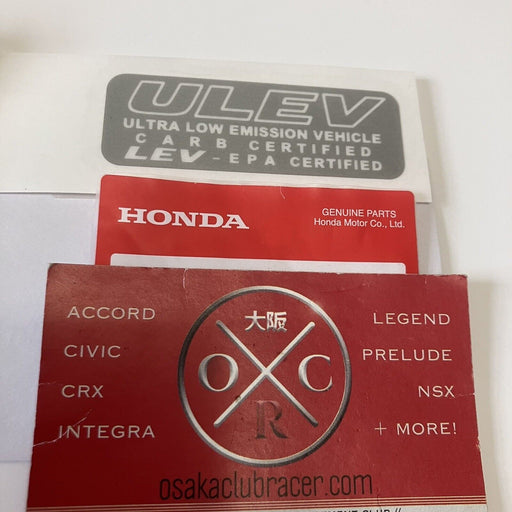 ULEV
ULTRA LOW EMISSION VEHICLE
CARB CERTIFIED
LEV - EPA CERTIFIED
HONDA
GENUINE PARTS
Honda Motor Co., Ltd.
ACCORD
CIVIC
CRX
INTEGRA
大阪
O C
R
LEGEND
PRELUDE
NSX
+ MORE!
osakaclubracer.com
CLUB //